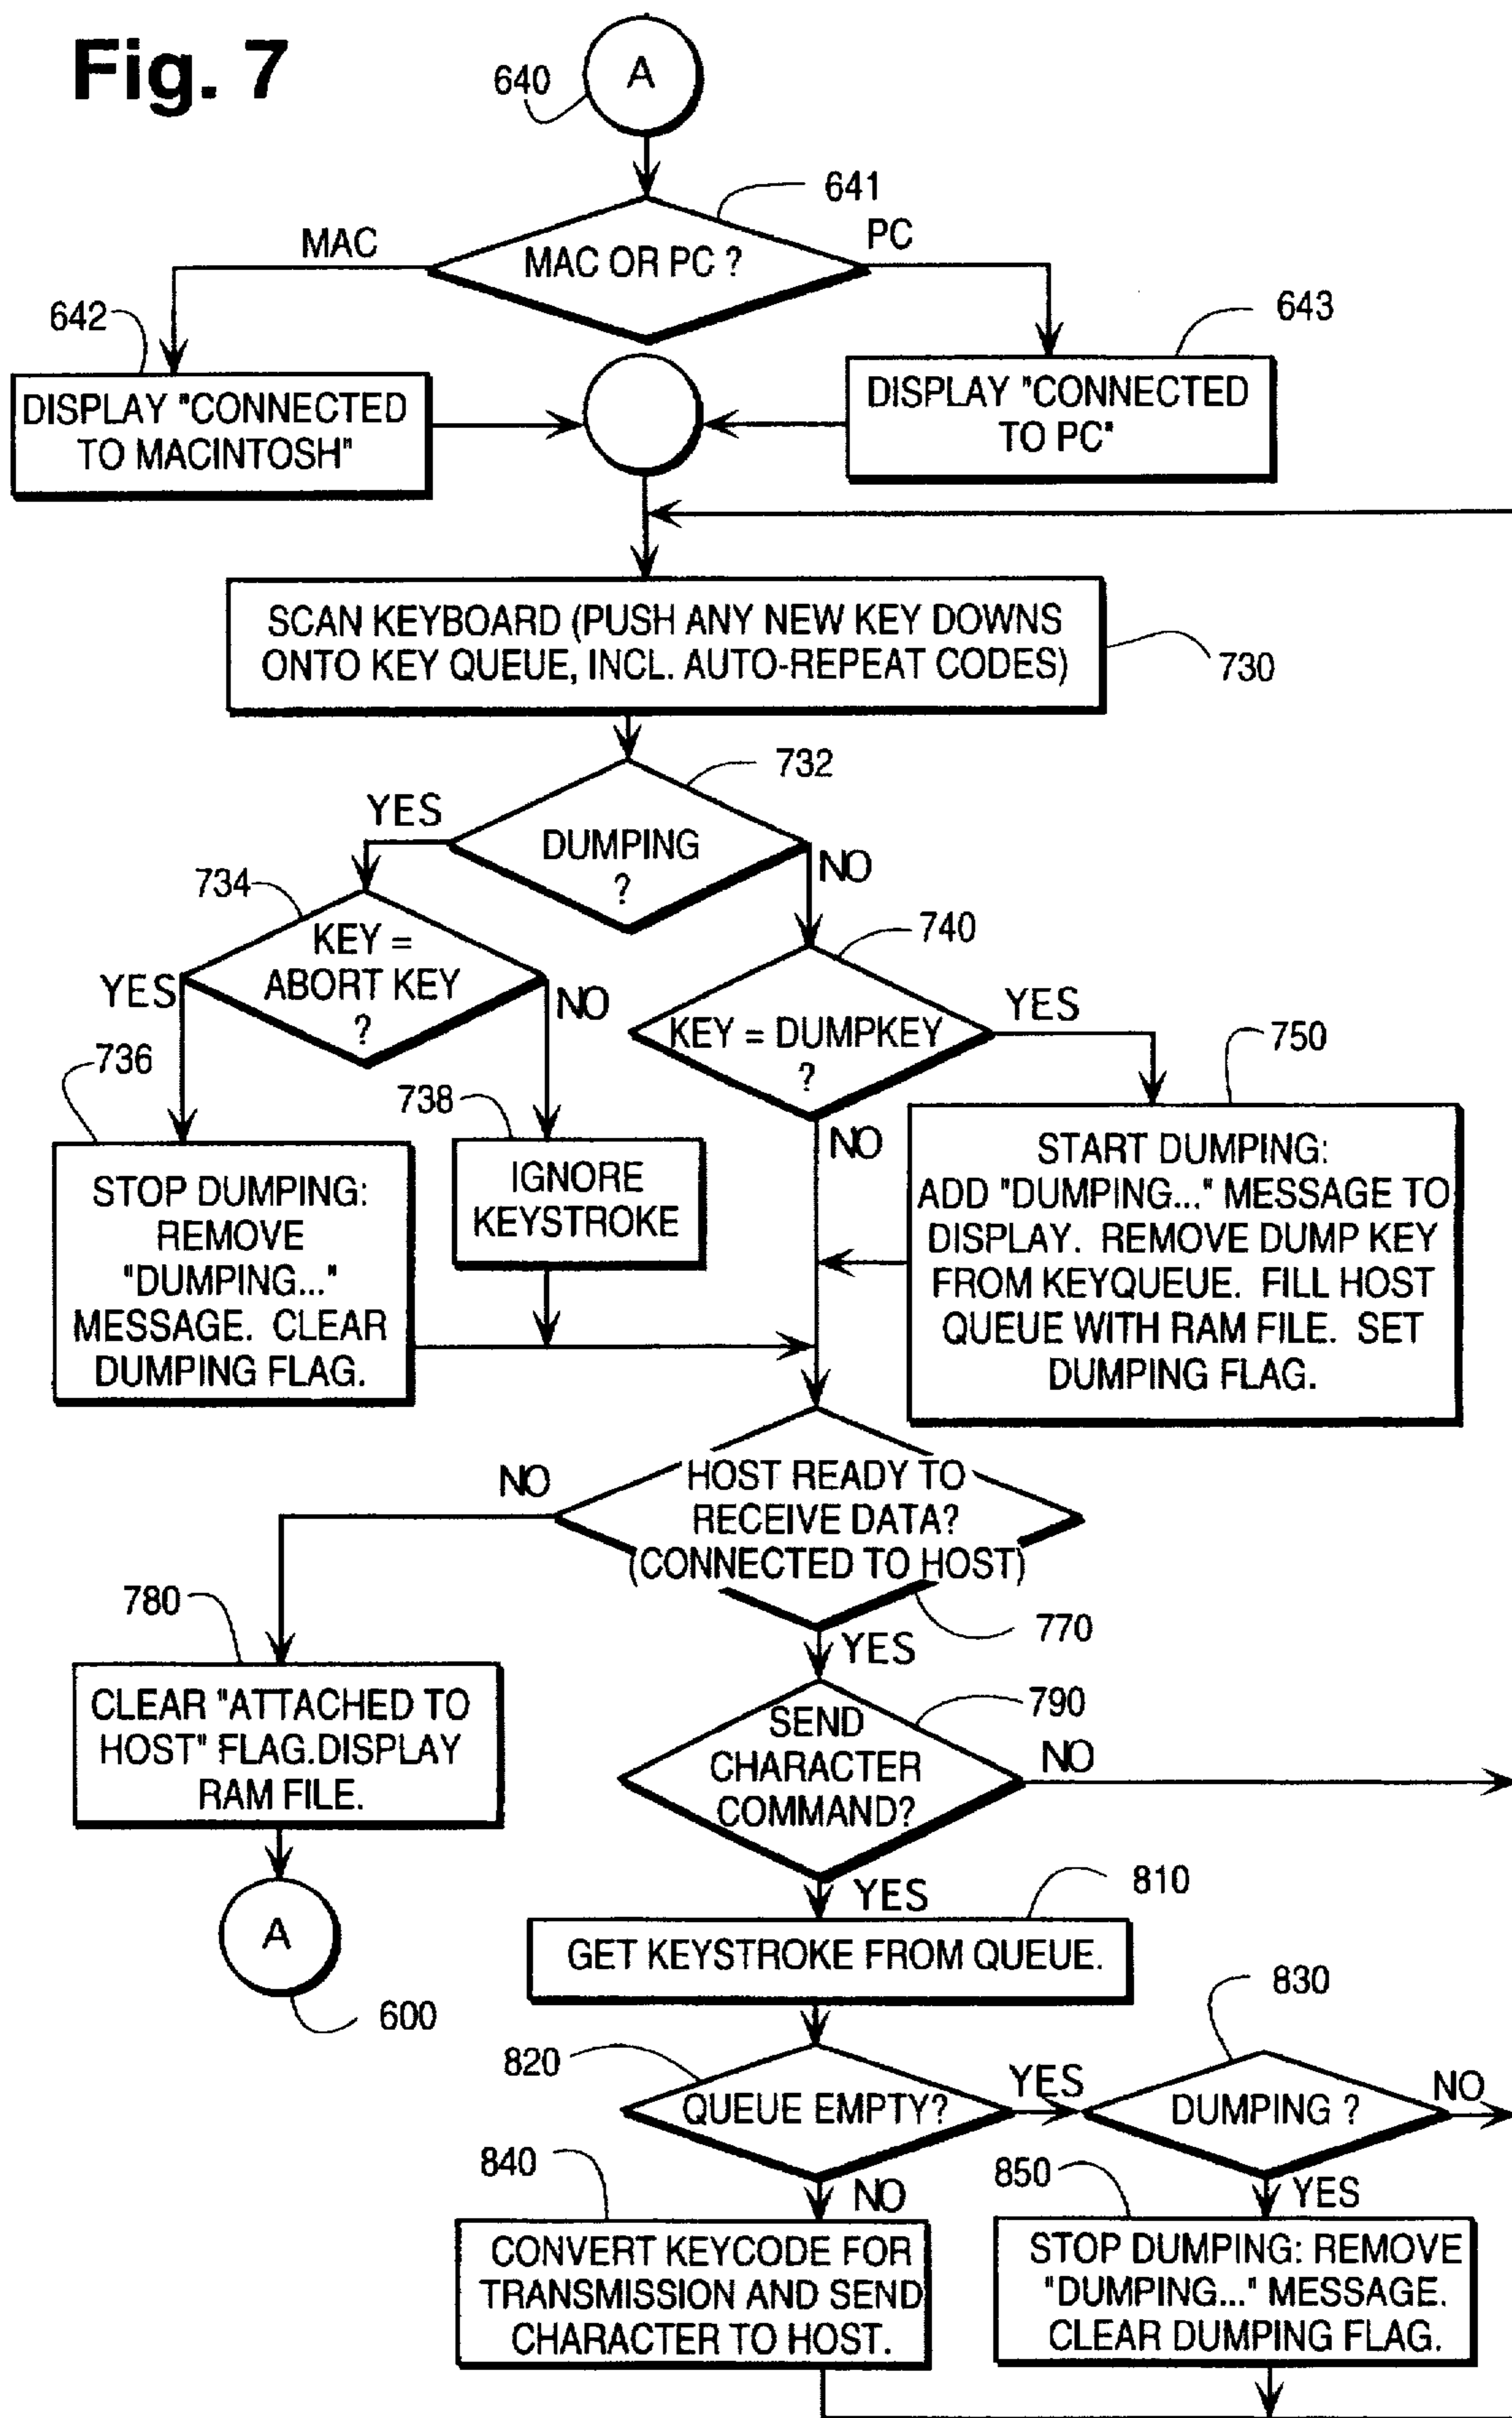 Fig. 7
640
A
641
MAC
PC
MAC OR PC ?
642
643
DISPLAY "CONNECTED
TO MACINTOSH"
DISPLAY "CONNECTED
TO PC"
SCAN KEYBOARD (PUSH ANY NEW KEY DOWNS
ONTO KEY QUEUE, INCL. AUTO-REPEAT CODES)
730
732
YES
DUMPING
?
NO
734
KEY =
ABORT KEY
?
YES
NO
740
KEY = DUMPKEY
?
YES
NO
736
STOP DUMPING:
REMOVE
"DUMPING..."
MESSAGE. CLEAR
DUMPING FLAG.
738
IGNORE
KEYSTROKE
750
START DUMPING:
ADD "DUMPING..." MESSAGE TO
DISPLAY. REMOVE DUMP KEY
FROM KEYQUEUE. FILL HOST
QUEUE WITH RAM FILE. SET
DUMPING FLAG.
NO
HOST READY TO
RECEIVE DATA?
(CONNECTED TO HOST)
770
YES
780
CLEAR "ATTACHED TO
HOST" FLAG.DISPLAY
RAM FILE.
A
600
790
SEND
CHARACTER
COMMAND?
NO
YES
810
GET KEYSTROKE FROM QUEUE.
820
QUEUE EMPTY?
YES
830
DUMPING ?
NO
840
NO
CONVERT KEYCODE FOR
TRANSMISSION AND SEND
CHARACTER TO HOST.
850
YES
STOP DUMPING: REMOVE
"DUMPING..." MESSAGE.
CLEAR DUMPING FLAG.